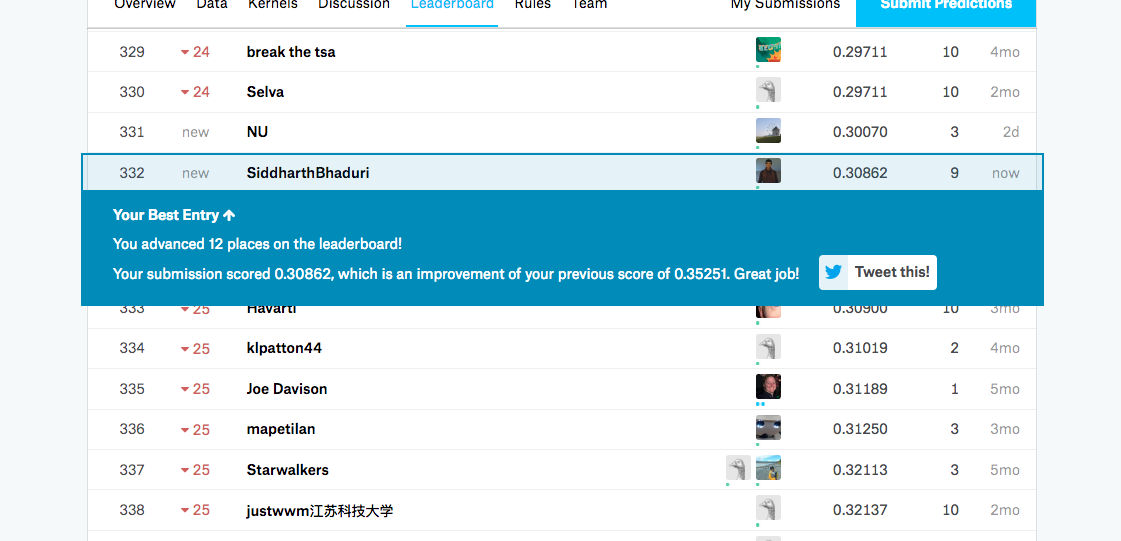 Overview Data Kernels Discussion Leaderboard Rules Team My Submissions Submit Predictions
329 24 break the tsa 0.29711 10 4mo
330 24 Selva 0.29711 10 2mo
331 new NU 0.30070 3 2d
332 new SiddharthBhaduri 0.30862 9 now
Your Best Entry
You advanced 12 places on the leaderboard!
Your submission scored 0.30862, which is an improvement of your previous score of 0.35251. Great job! Tweet this!
333 25 Havarti 0.30900 10 3mo
334 25 klpatton44 0.31019 2 4mo
335 25 Joe Davison 0.31189 1 5mo
336 25 mapetilan 0.31250 3 3mo
337 25 Starwalkers 0.32113 3 5mo
338 25 justwwm江苏科技大学 0.32137 10 2mo